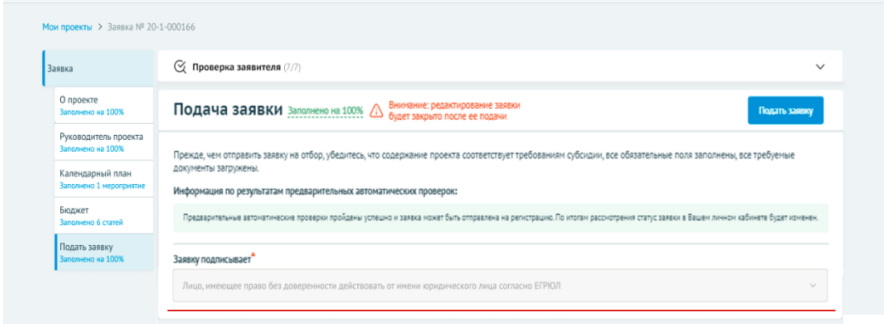 Мои проекты > Заявка № 20-1-000166
Заявка
О проекте
Заполнено на 100%
Руководитель проекта
Заполнено на 100%
Календарный план
Заполнено 1 мероприятие
Бюджет
Заполнено 6 статей
Подать заявку
Заполнено на 100%
Проверка заявителя (7/7)
Подача заявки Заполнено на 100%
Внимание: редактирование заявки
будет закрыто после ее подачи
Подать заявку
Прежде, чем отправить заявку на отбор, убедитесь, что содержание проекта соответствует требованиям субсидии, все обязательные поля заполнены, все требуемые
документы загружены.
Информация по результатам предварительных автоматических проверок:
Предварительные автоматические проверки пройдены успешно и заявка может быть отправлена на регистрацию. По итогам рассмотрения статус заявки в Вашем личном кабинете будет изменен.
Заявку подписывает*
Лицо, имеющее право без доверенности действовать от имени юридического лица согласно ЕГРЮЛ